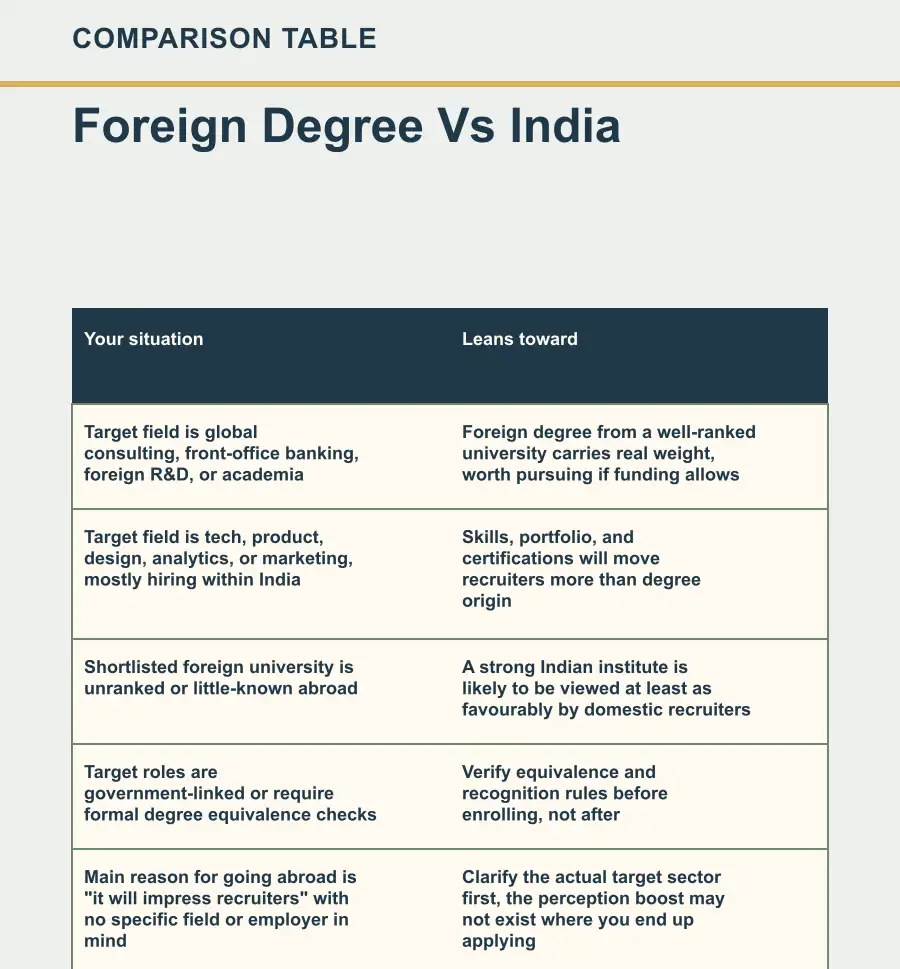 COMPARISON TABLE
Foreign Degree Vs India
Your situation
Leans toward
Target field is global
consulting, front-office banking,
foreign R&D, or academia
Foreign degree from a well-ranked
university carries real weight,
worth pursuing if funding allows
Target field is tech, product,
design, analytics, or marketing,
mostly hiring within India
Skills, portfolio, and
certifications will move
recruiters more than degree
origin
Shortlisted foreign university is
unranked or little-known abroad
A strong Indian institute is
likely to be viewed at least as
favourably by domestic recruiters
Target roles are
government-linked or require
formal degree equivalence checks
Verify equivalence and
recognition rules before
enrolling, not after
Main reason for going abroad is
"it will impress recruiters" with
no specific field or employer in
mind
Clarify the actual target sector
first, the perception boost may
not exist where you end up
applying